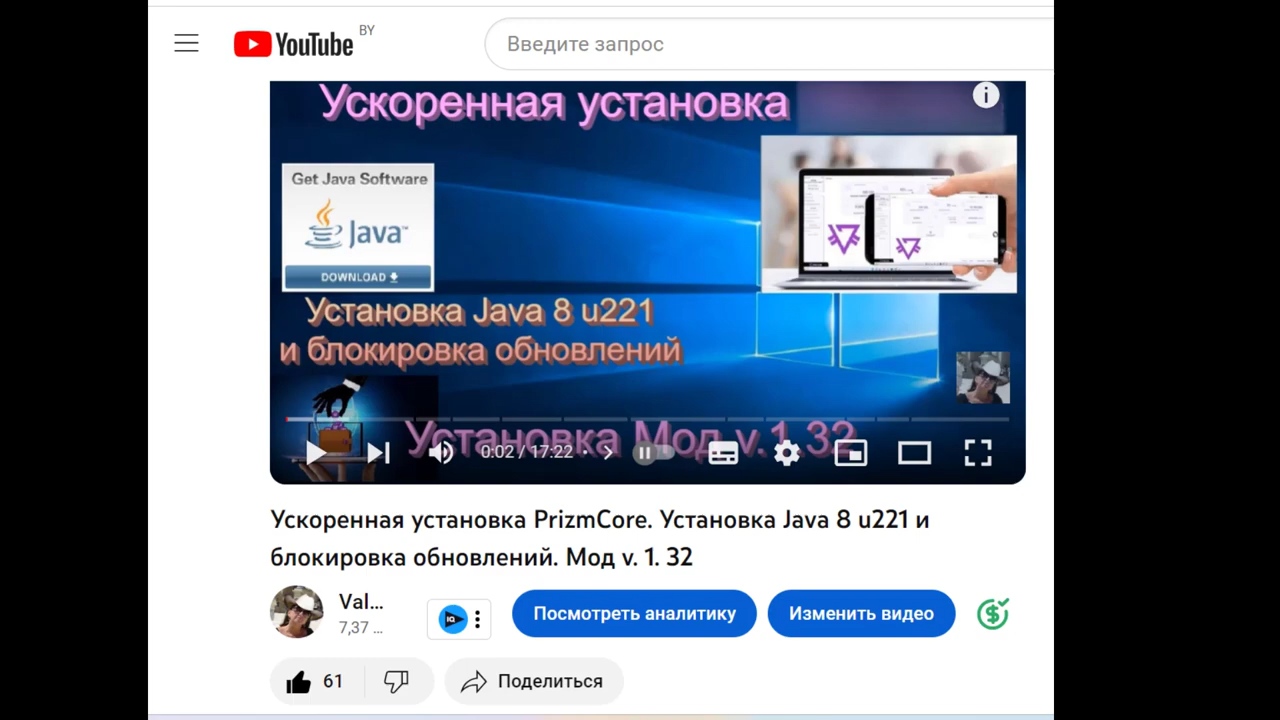 YouTube BY
Введите запрос
Ускоренная установка
Get Java Software
Java™
DOWNLOAD
Установка Java 8 u221
и блокировка обновлений
Установка Мод v.1.32
0:02 / 17:22
Ускоренная установка PrizmCore. Установка Java 8 u221 и
блокировка обновлений. Мод v. 1. 32
Val...
7,37 ...
IQ
Посмотреть аналитику
Изменить видео
61
Поделиться